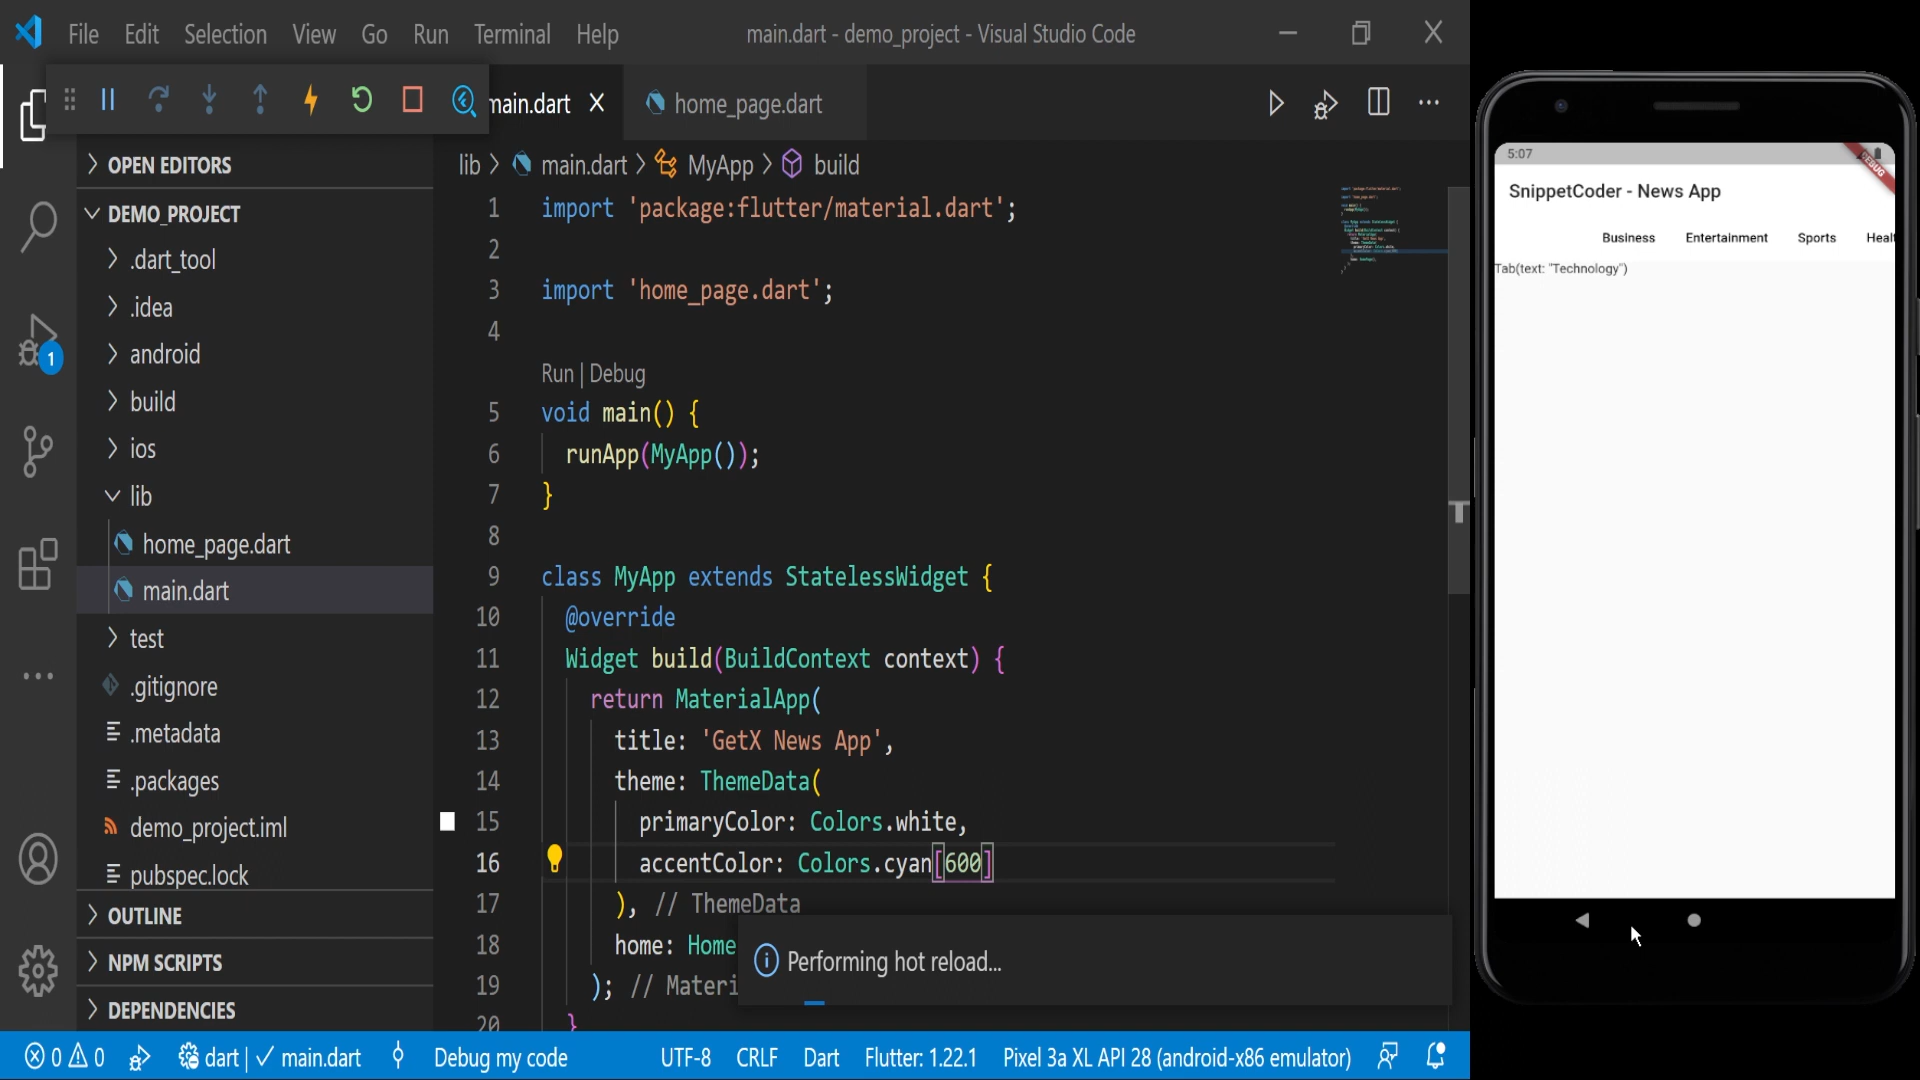 File Edit Selection View Go Run Terminal Help
main.dart - demo_project - Visual Studio Code
main.dart
home_page.dart
OPEN EDITORS
DEMO_PROJECT
.dart_tool
.idea
android
build
ios
lib
home_page.dart
main.dart
test
.gitignore
.metadata
.packages
demo_project.iml
pubspec.lock
OUTLINE
NPM SCRIPTS
DEPENDENCIES
1
lib > main.dart > MyApp > build
1 import 'package:flutter/material.dart';
2
3 import 'home_page.dart';
4
Run | Debug
5 void main() {
6 runApp(MyApp());
7 }
8
9 class MyApp extends StatelessWidget {
10 @override
11 Widget build(BuildContext context) {
12 return MaterialApp(
13 title: 'GetX News App',
14 theme: ThemeData(
15 primaryColor: Colors.white,
16 accentColor: Colors.cyan[600]
17 ), // ThemeData
18 home: Home
19 ); // Materi
20 }
Performing hot reload...
0 0 dart | ✓ main.dart Debug my code UTF-8 CRLF Dart Flutter: 1.22.1 Pixel 3a XL API 28 (android-x86 emulator)
5:07
DEBUG
SnippetCoder - News App
Business Entertainment Sports Healt
Tab(text: "Technology")